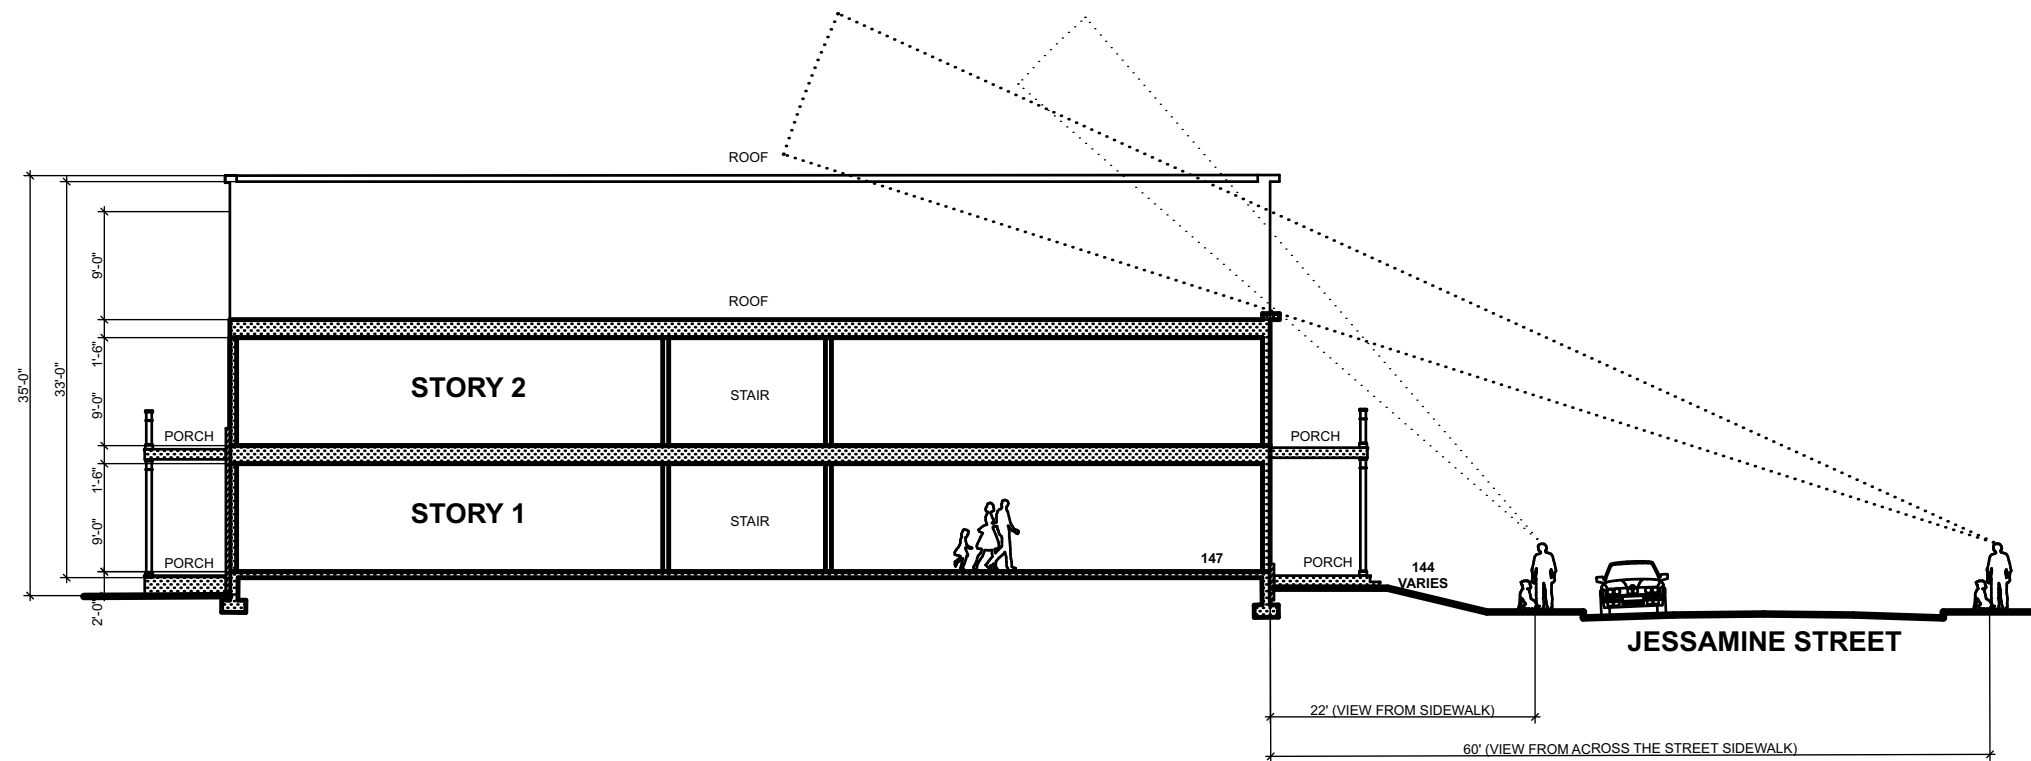 ROOF
35'-0"
33'-0"
9'-0"
ROOF
1'-6"
STORY 2
STAIR
9'-0"
PORCH
PORCH
1'-6"
STORY 1
STAIR
9'-0"
PORCH
147
PORCH
144
VARIES
2'-0"
JESSAMINE STREET
22' (VIEW FROM SIDEWALK)
60' (VIEW FROM ACROSS THE STREET SIDEWALK)